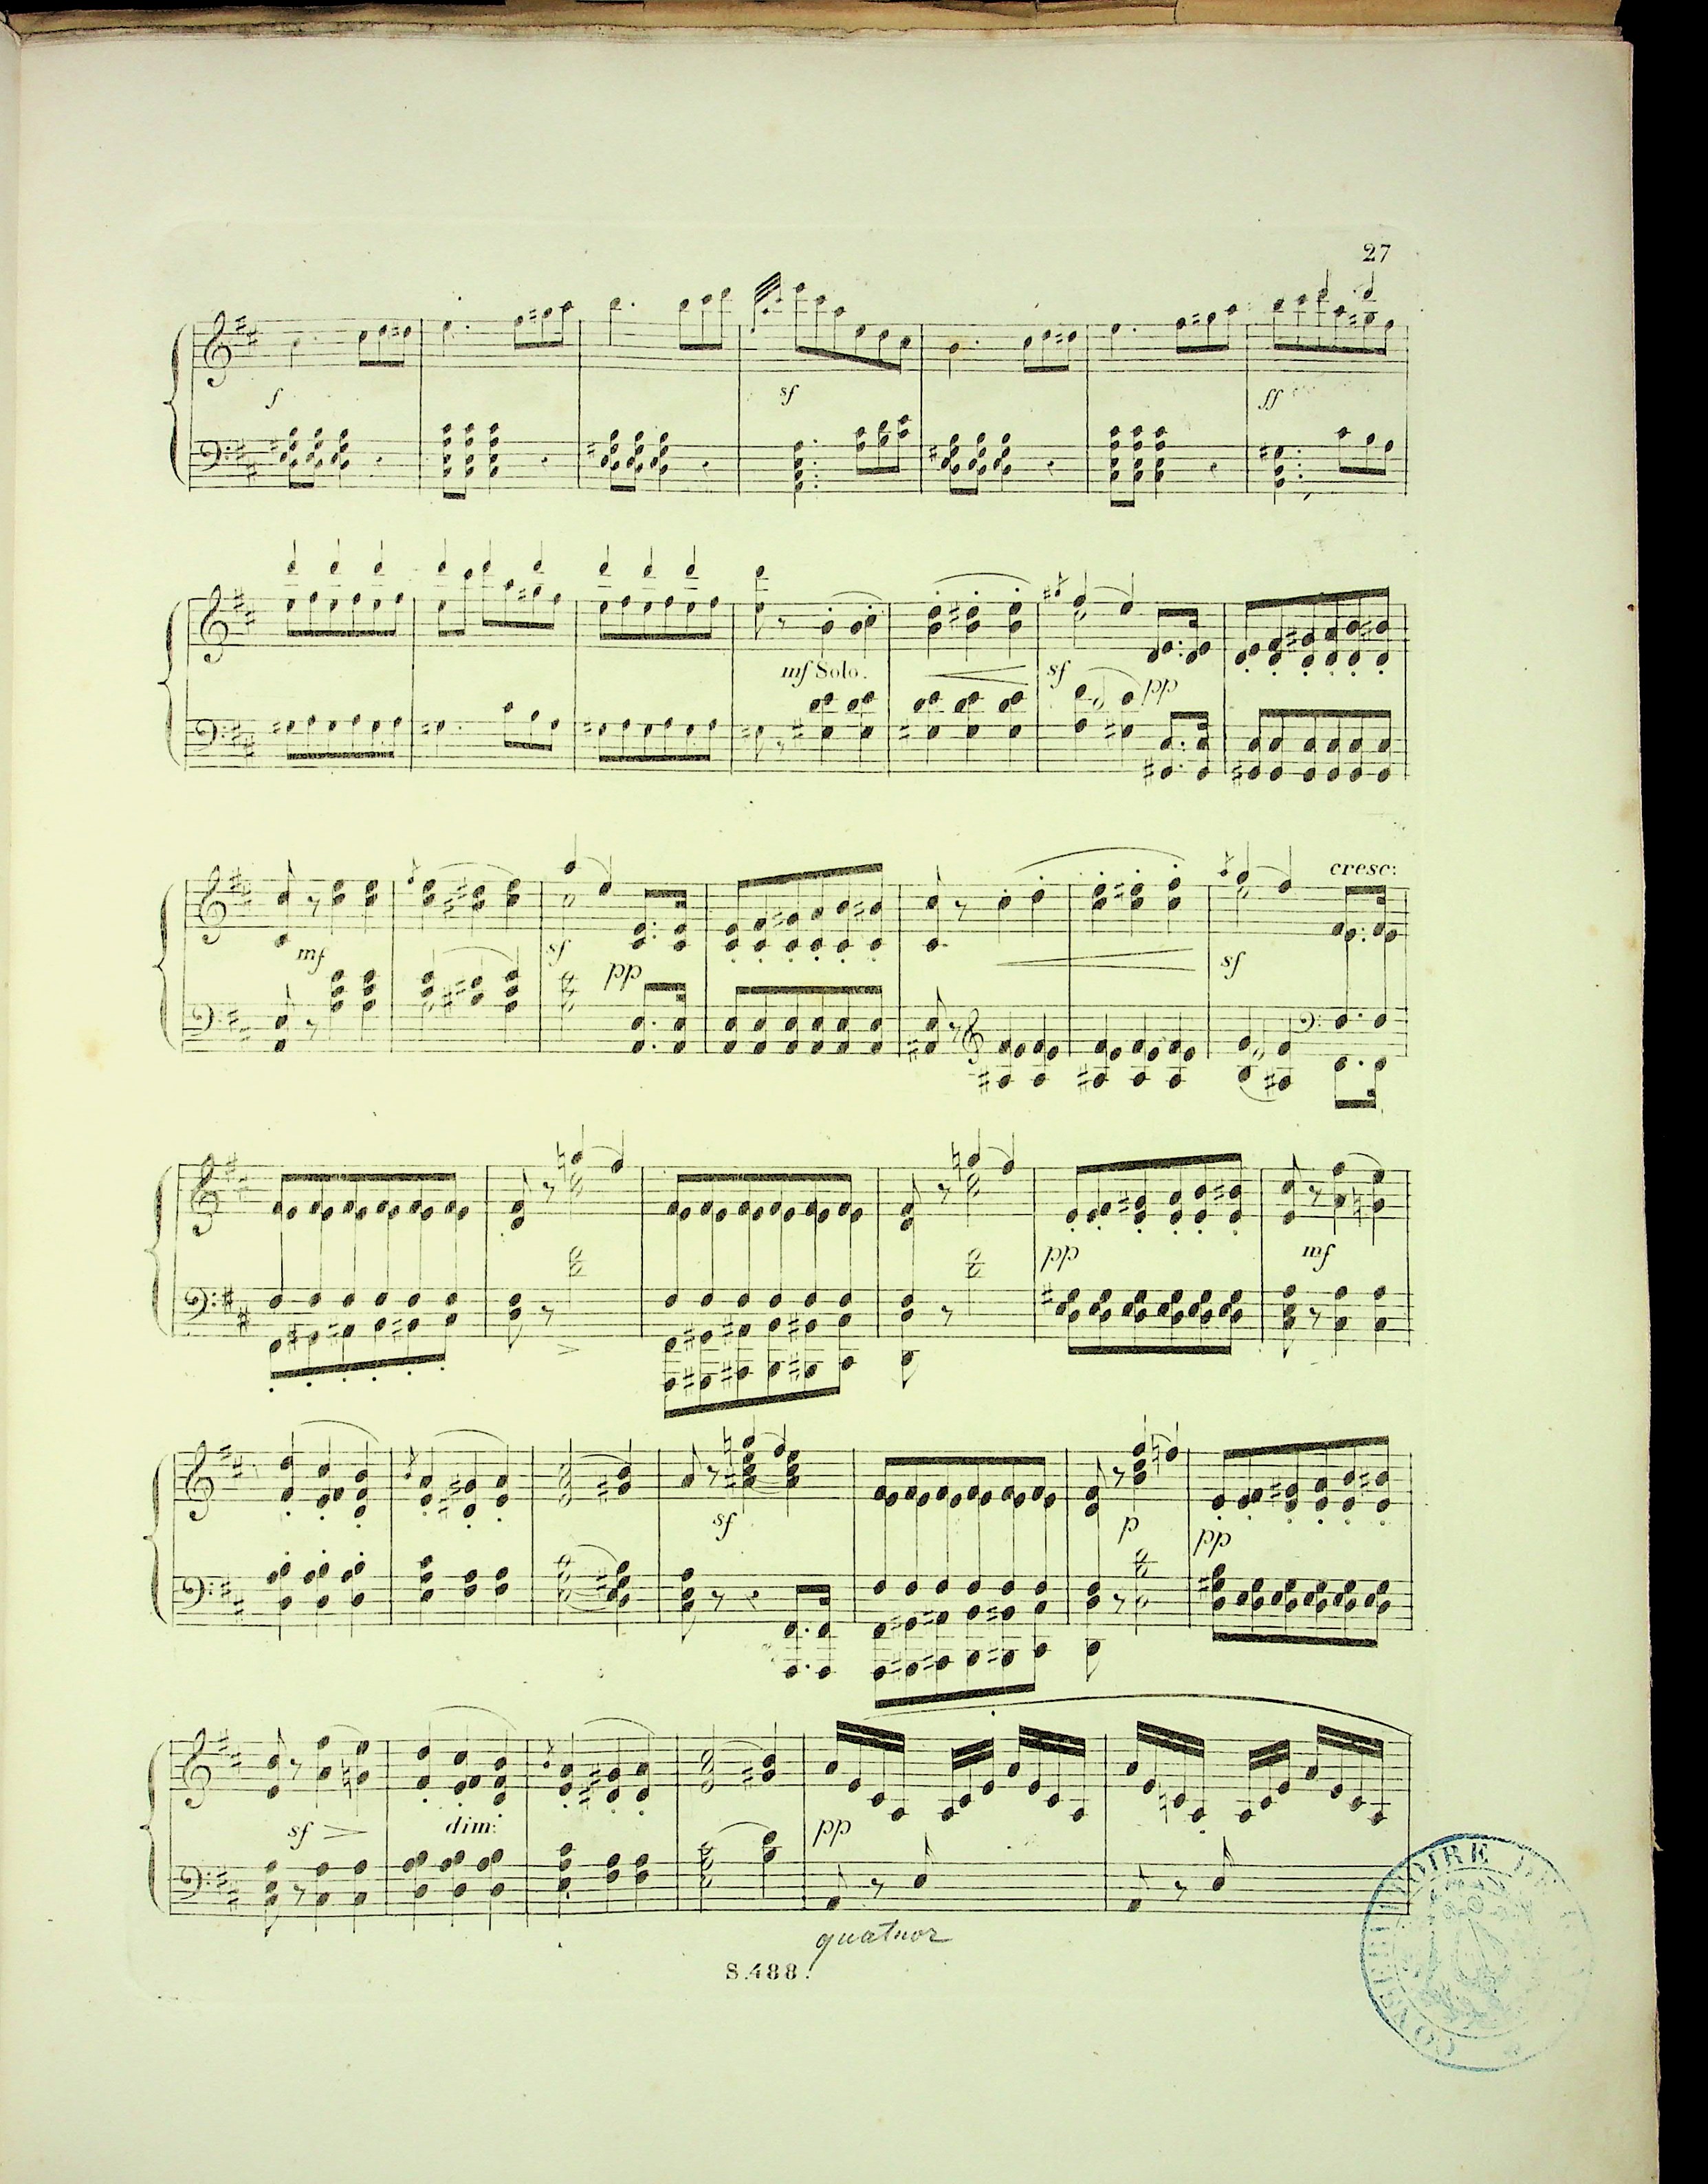 27
f sf ff
mf Solo. sf pp
cresc:
mf sf pp sf
pp mf
sf p pp
sf dim: pp
quatuor
S.488.
CONSERVATOIRE DE